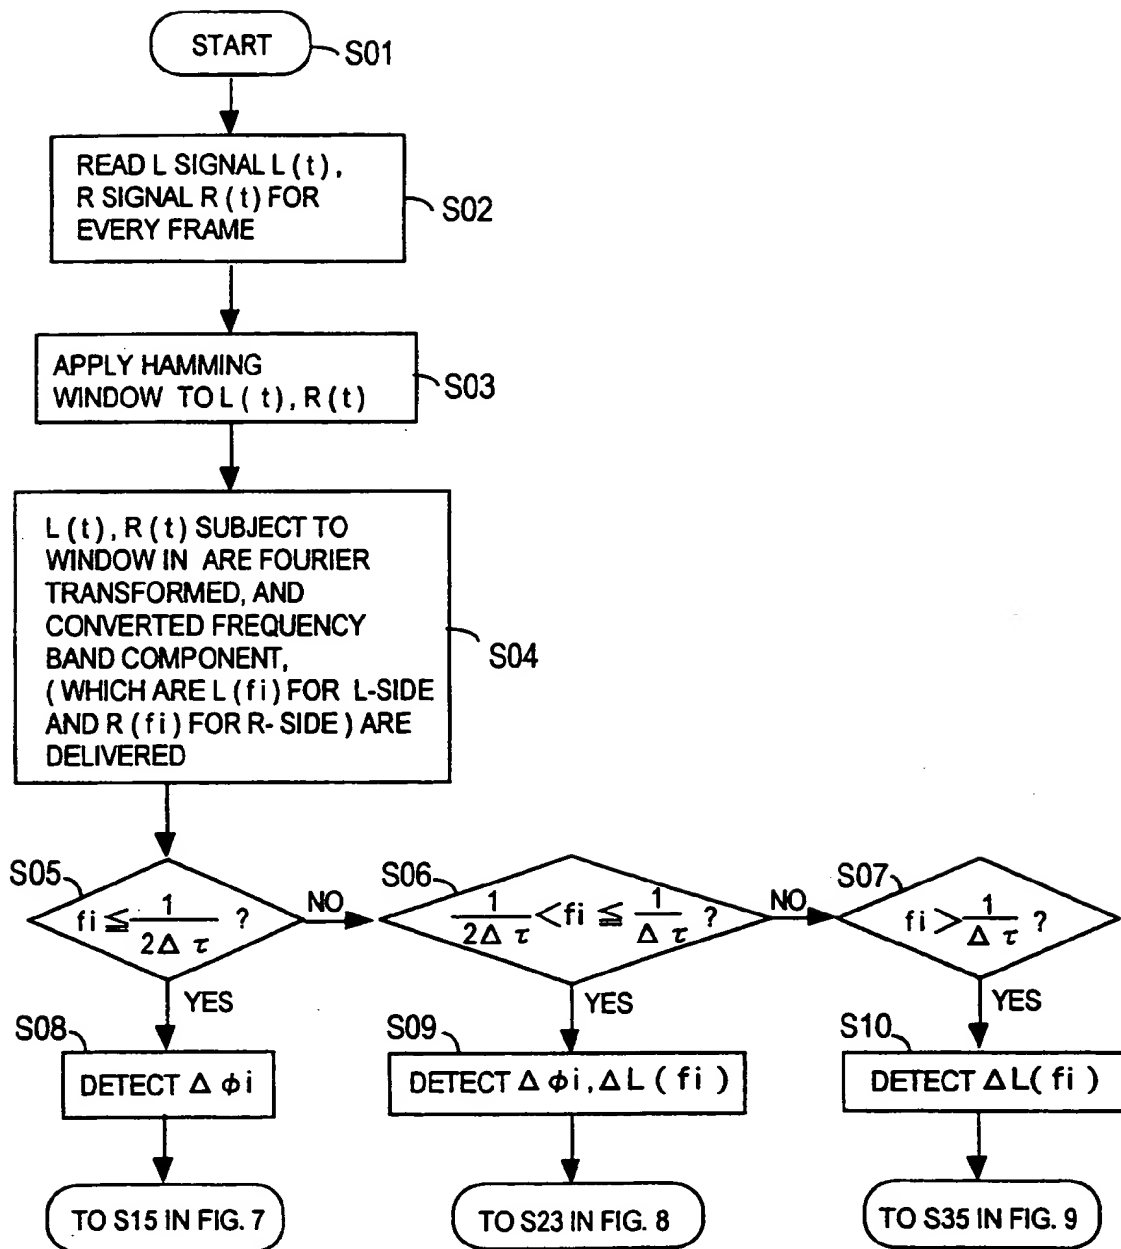 START
S01
READ L SIGNAL L(t),
R SIGNAL R(t) FOR
EVERY FRAME
S02
APPLY HAMMING
WINDOW TO L(t), R(t)
S03
L(t), R(t) SUBJECT TO
WINDOW IN ARE FOURIER
TRANSFORMED, AND
CONVERTED FREQUENCY
BAND COMPONENT,
(WHICH ARE L(fi) FOR L-SIDE
AND R(fi) FOR R-SIDE) ARE
DELIVERED
S04
S05
fi ≦ 1/2Δτ ?
NO
S06
1/2Δτ < fi ≦ 1/Δτ ?
NO
S07
fi > 1/Δτ ?
YES
YES
YES
S08
DETECT Δφi
S09
DETECT Δφi, ΔL(fi)
S10
DETECT ΔL(fi)
TO S15 IN FIG. 7
TO S23 IN FIG. 8
TO S35 IN FIG. 9